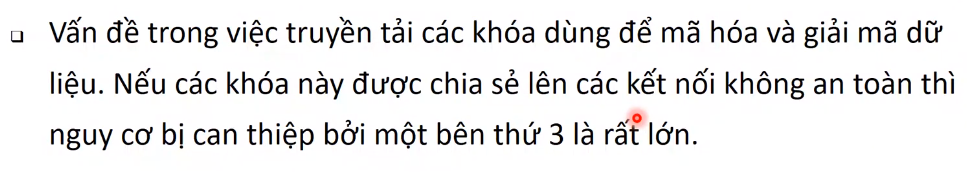 Vấn đề trong việc truyền tải các khóa dùng để mã hóa và giải mã dữ
liệu. Nếu các khóa này được chia sẻ lên các kết nối không an toàn thì
nguy cơ bị can thiệp bởi một bên thứ 3 là rất lớn.